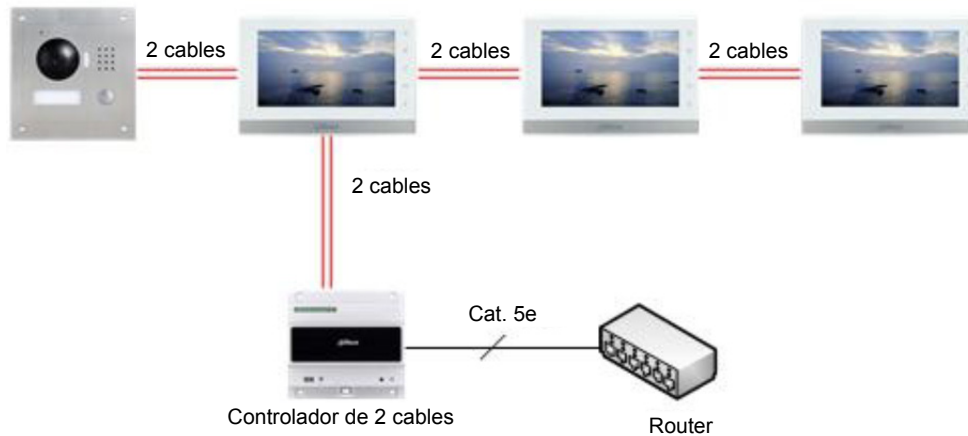 2 cables
2 cables
2 cables
2 cables
Cat. 5e
Controlador de 2 cables
Router